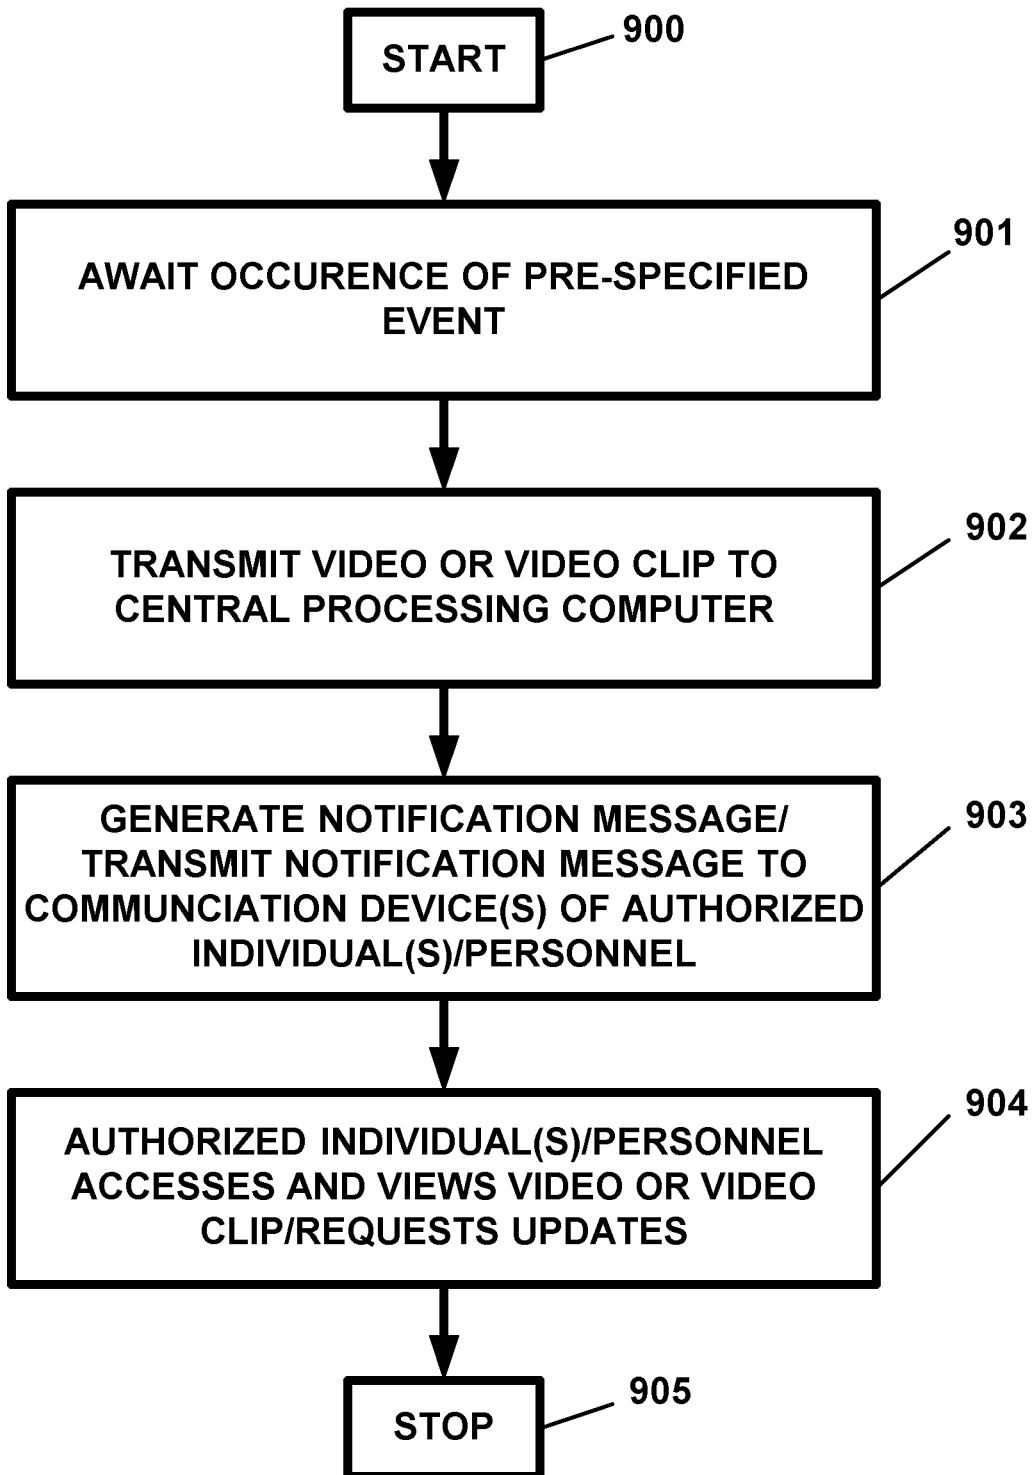 START
900
AWAIT OCCURENCE OF PRE-SPECIFIED
EVENT
901
TRANSMIT VIDEO OR VIDEO CLIP TO
CENTRAL PROCESSING COMPUTER
902
GENERATE NOTIFICATION MESSAGE/
TRANSMIT NOTIFICATION MESSAGE TO
COMMUNCIATION DEVICE(S) OF AUTHORIZED
INDIVIDUAL(S)/PERSONNEL
903
AUTHORIZED INDIVIDUAL(S)/PERSONNEL
ACCESSES AND VIEWS VIDEO OR VIDEO
CLIP/REQUESTS UPDATES
904
STOP
905